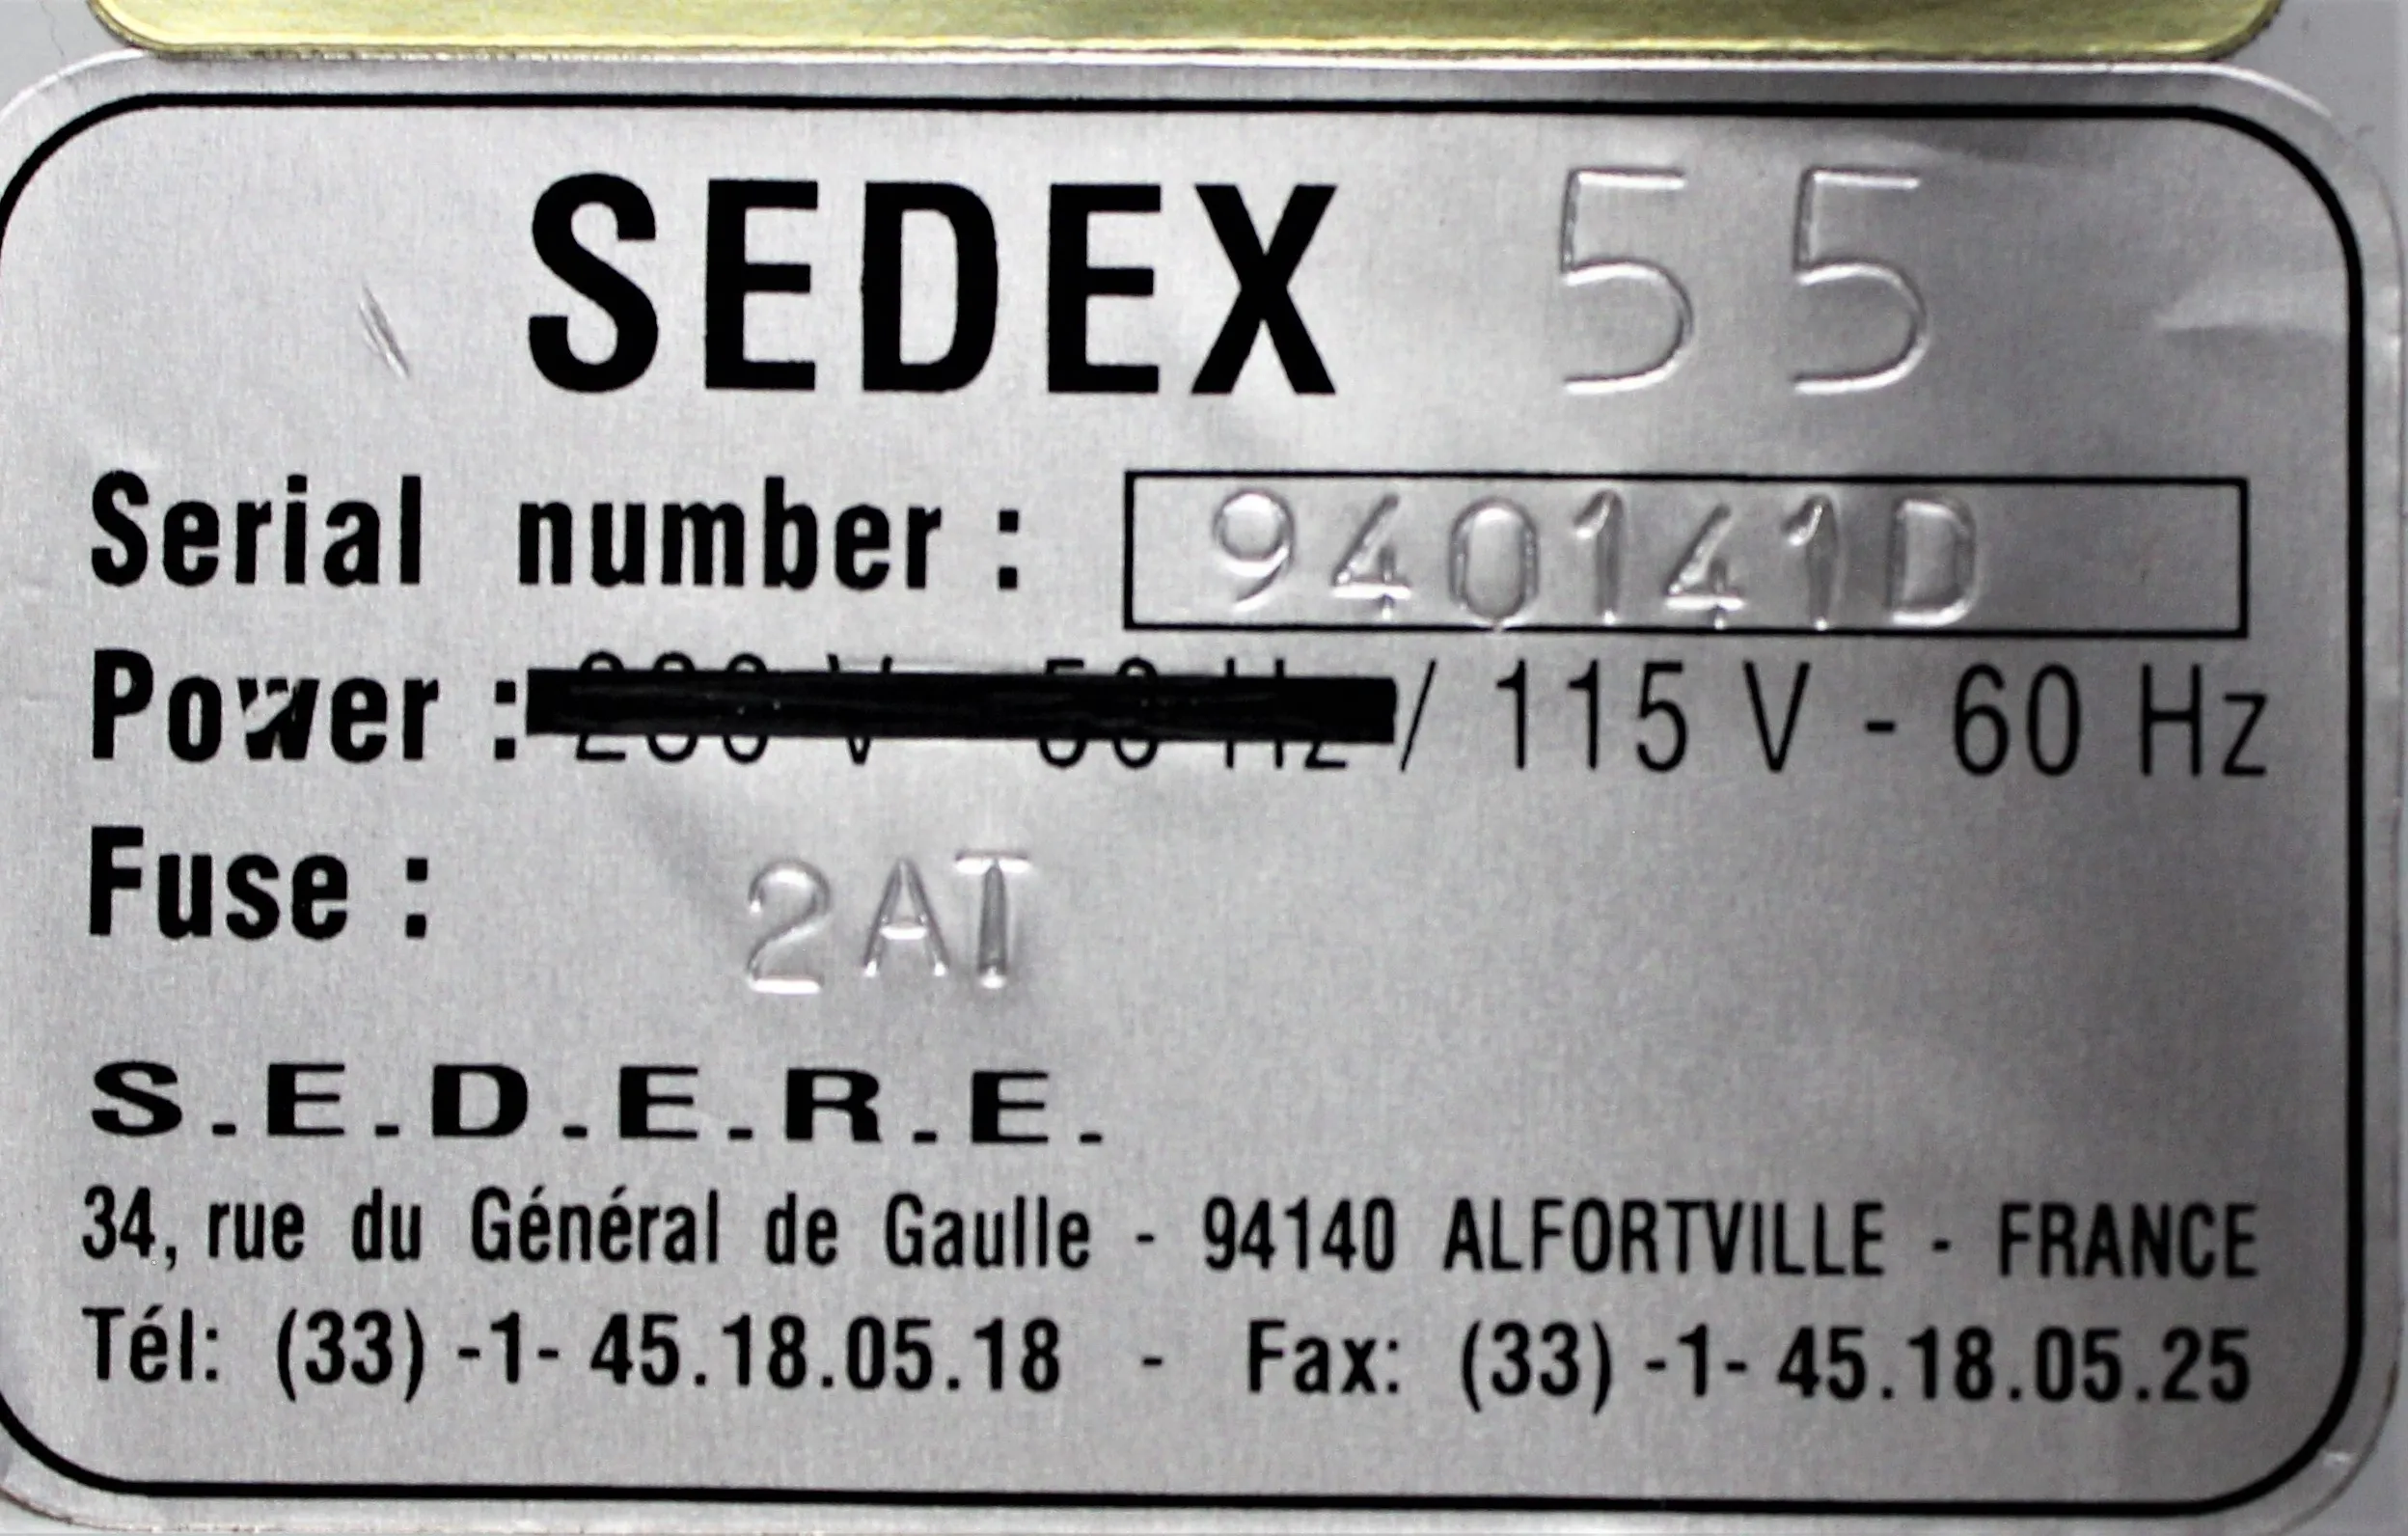 SEDEX 55
Serial number : 940141D
Power : / 115 V - 60 Hz
Fuse : 2AT
S.E.D.E.R.E.
34, rue du Général de Gaulle - 94140 ALFORTVILLE - FRANCE
Tél: (33) -1- 45.18.05.18 - Fax: (33) -1- 45.18.05.25